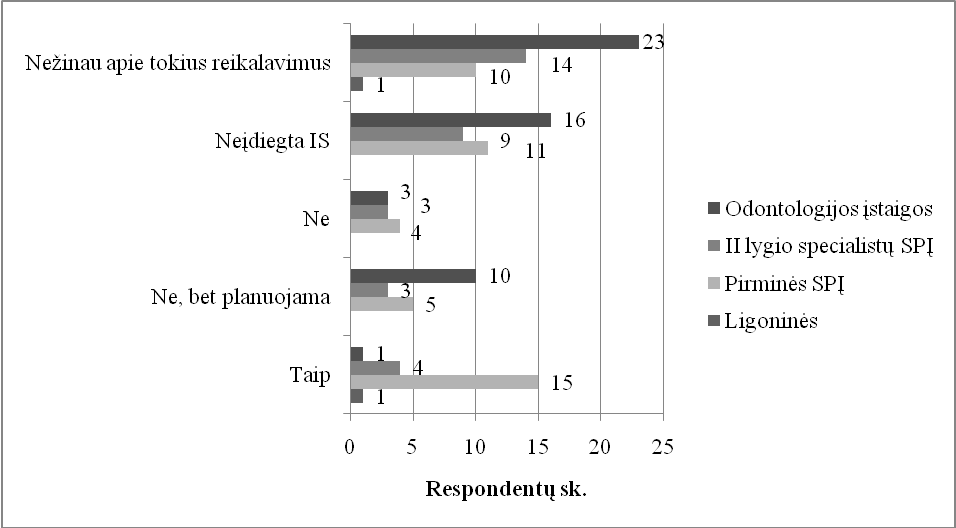 Nežinau apie tokius reikalavimus
23
14
10
1
Neįdiegta IS
16
9
11
Ne
3
3
4
Ne, bet planuojama
10
3
5
Taip
1
4
15
1
0 5 10 15 20 25
Respondentų sk.
Odontologijos įstaigos
II lygio specialistų SPĮ
Pirminės SPĮ
Ligoninės